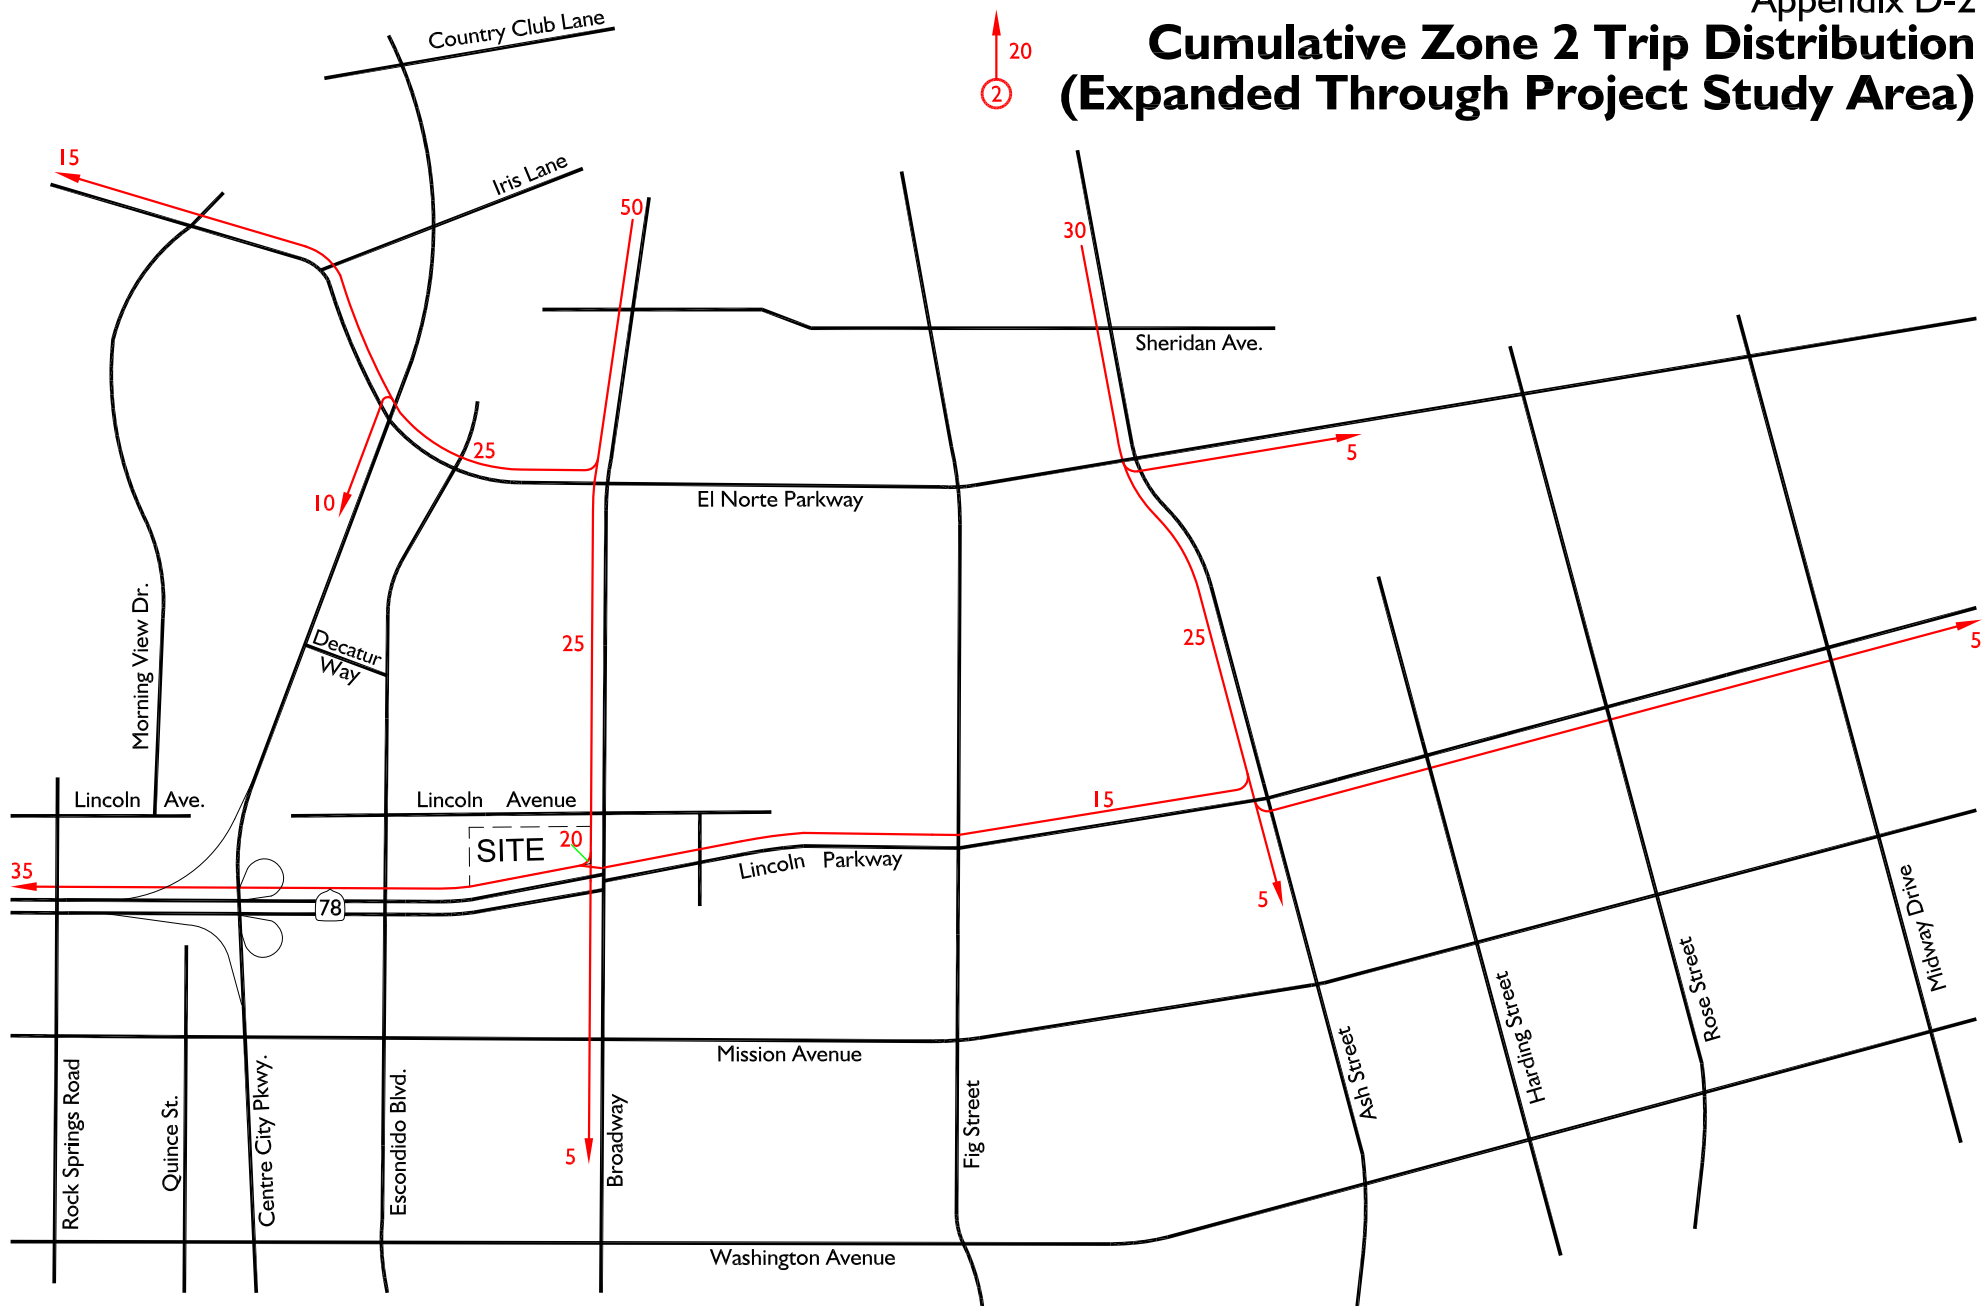 Appendix D-2
Cumulative Zone 2 Trip Distribution
(Expanded Through Project Study Area)
20
2
Country Club Lane
15
Iris Lane
50
30
Sheridan Ave.
25
5
10
El Norte Parkway
Morning View Dr.
Decatur
Way
25
25
5
Lincoln Ave.
Lincoln Avenue
15
SITE
20
Lincoln Parkway
35
78
5
Midway Drive
Rose Street
Harding Street
Ash Street
Mission Avenue
Rock Springs Road
Quince St.
Centre City Pkwy.
Escondido Blvd.
5
Broadway
Fig Street
Washington Avenue